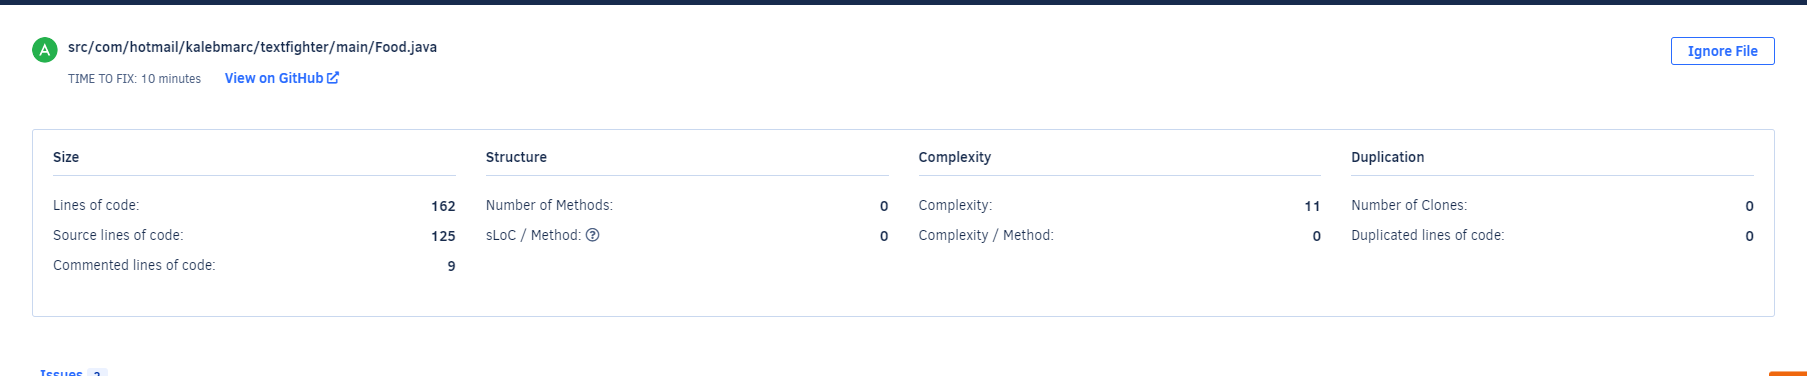 A src/com/hotmail/kalebmarc/textfighter/main/Food.java
Ignore File
TIME TO FIX: 10 minutes View on GitHub
Size Structure Complexity Duplication
Lines of code: 162 Number of Methods: 0 Complexity: 11 Number of Clones: 0
Source lines of code: 125 sLoC / Method: ? 0 Complexity / Method: 0 Duplicated lines of code: 0
Commented lines of code: 9
Issues